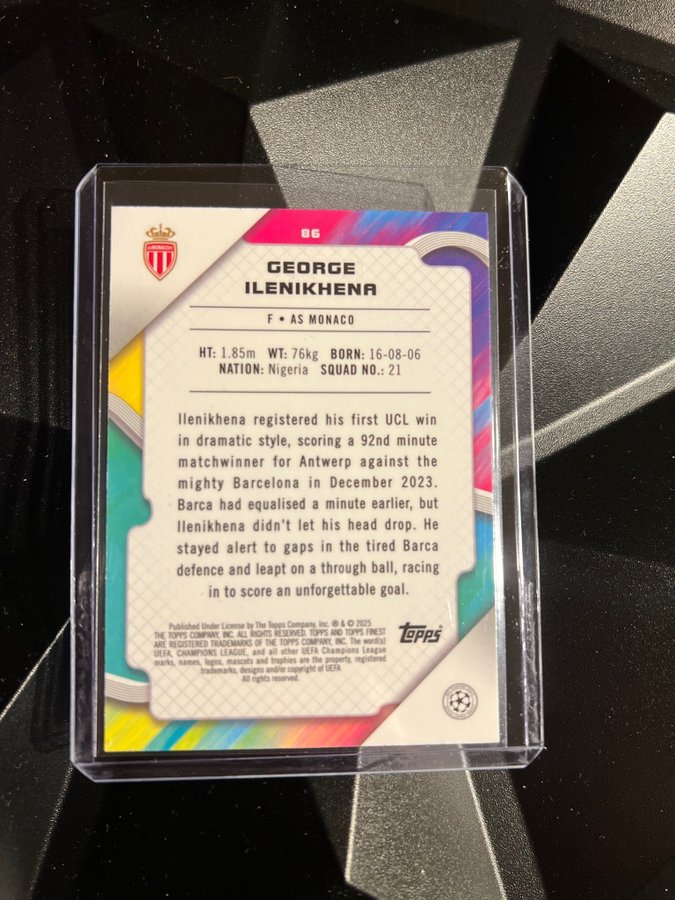 86
GEORGE
ILENIKHENA
F • AS MONACO
HT: 1.85m WT: 76kg BORN: 16-08-06
NATION: Nigeria SQUAD NO.: 21
Ilenikhena registered his first UCL win
in dramatic style, scoring a 92nd minute
matchwinner for Antwerp against the
mighty Barcelona in December 2023.
Barca had equalised a minute earlier, but
Ilenikhena didn't let his head drop. He
stayed alert to gaps in the tired Barca
defence and leapt on a through ball, racing
in to score an unforgettable goal.
Published Under License by The Topps Company, Inc. ® & © 2025
THE TOPPS COMPANY, INC. ALL RIGHTS RESERVED. TOPPS AND TOPPS FINEST
ARE REGISTERED TRADEMARKS OF THE TOPPS COMPANY, INC. The word(s)
UEFA, CHAMPIONS LEAGUE, and all other UEFA Champions League
marks, names, logos, mascots and trophies are the property, registered
trademarks, designs and/or copyright of UEFA
All rights reserved.
Topps